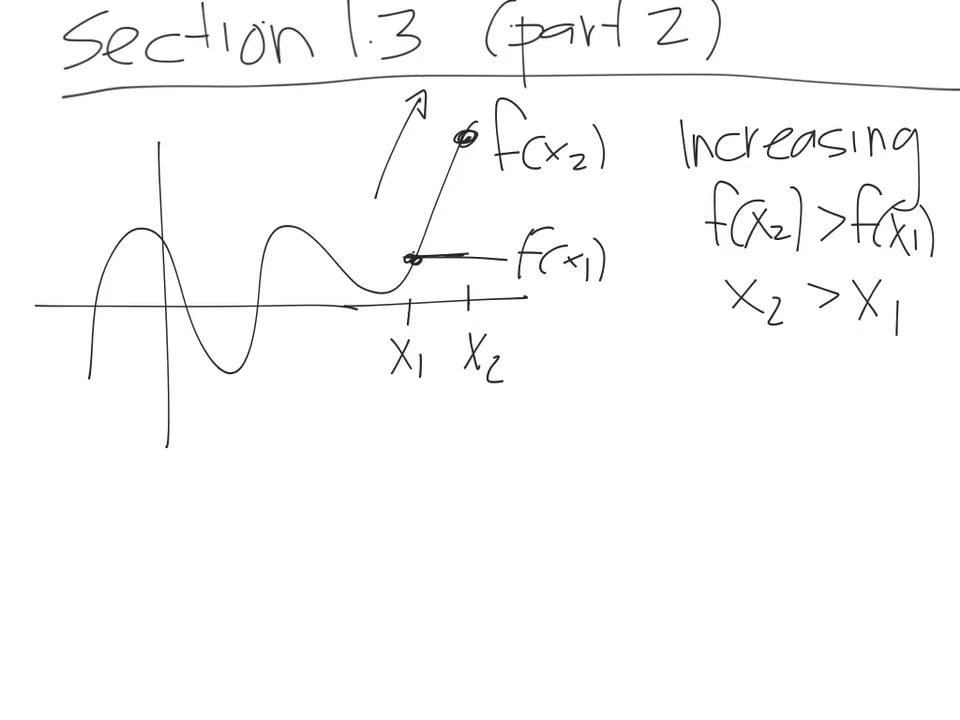 Section 1.3 (part 2)
f(x₂)
f(x₁)
x₁ x₂
Increasing
f(x₂) > f(x₁)
x₂ > x₁